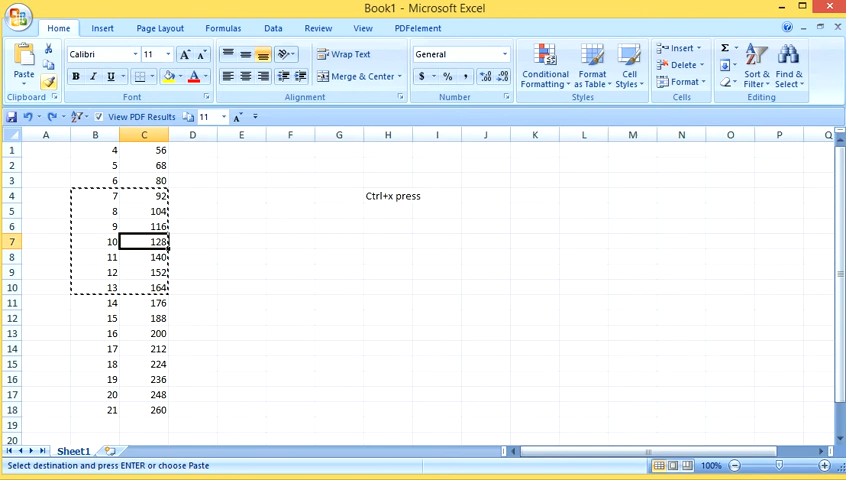 Book1 - Microsoft Excel
Home Insert Page Layout Formulas Data Review View PDFelement
Calibri 11 Wrap Text General Insert Σ
Paste B I U A Merge & Center $ % , Conditional Formatting Format as Table Cell Styles Delete Format Sort & Filter Find & Select
Clipboard Font Alignment Number Styles Cells Editing
View PDF Results 11
A B C D E F G H I J K L M N O P Q
1 4 56
2 5 68
3 6 80
4 7 92 Ctrl+x press
5 8 104
6 9 116
7 10 128
8 11 140
9 12 152
10 13 164
11 14 176
12 15 188
13 16 200
14 17 212
15 18 224
16 19 236
17 20 248
18 21 260
19
20
Sheet1
Select destination and press ENTER or choose Paste 100%